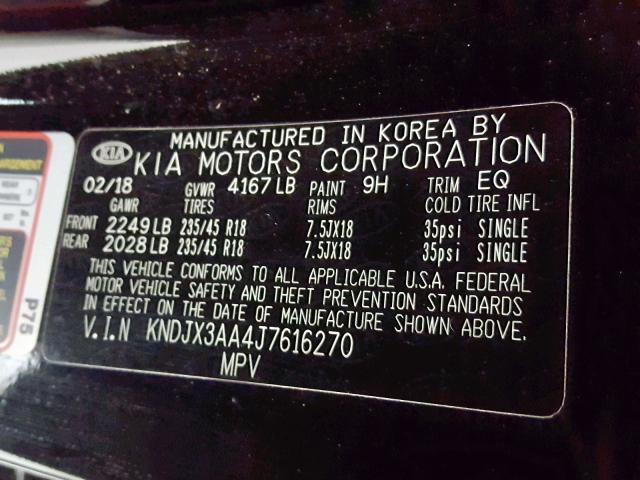 MANUFACTURED IN KOREA BY
KIA KIA MOTORS CORPORATION
02/18 GVWR 4167 LB PAINT 9H TRIM EQ
GAWR TIRES RIMS COLD TIRE INFL
FRONT 2249 LB 235/45 R18 7.5JX18 35psi SINGLE
REAR 2028 LB 235/45 R18 7.5JX18 35psi SINGLE
THIS VEHICLE CONFORMS TO ALL APPLICABLE U.S.A. FEDERAL
MOTOR VEHICLE SAFETY AND THEFT PREVENTION STANDARDS
IN EFFECT ON THE DATE OF MANUFACTURE SHOWN ABOVE.
V.I.N KNDJX3AA4J7616270
MPV
P75